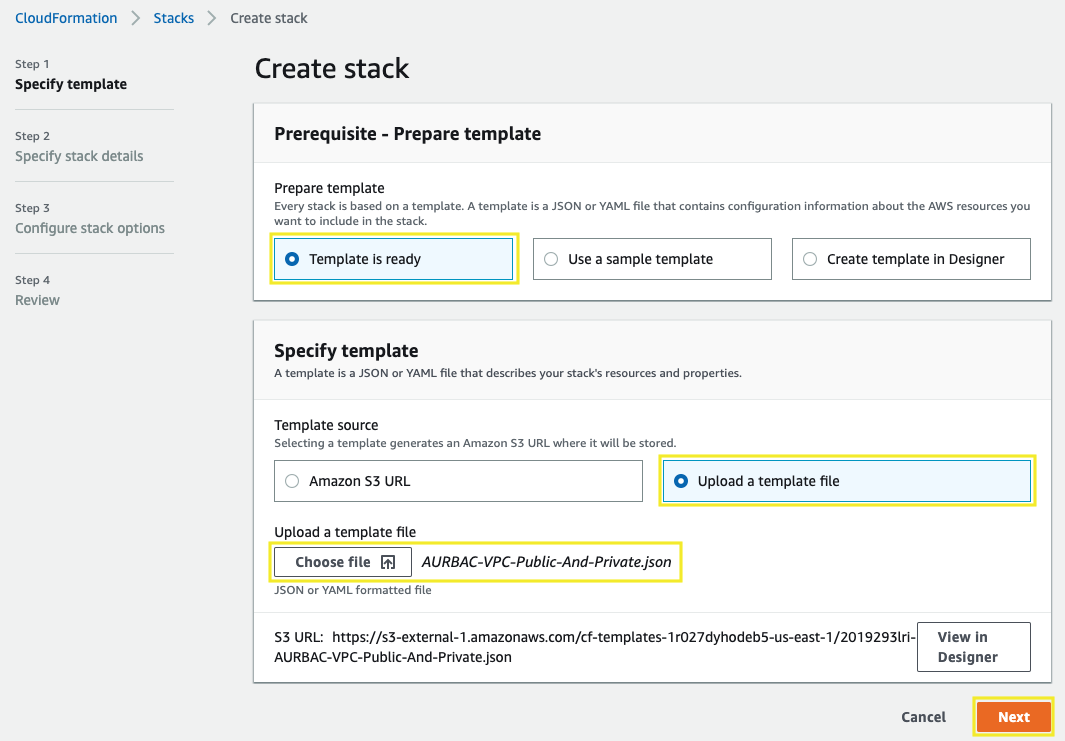 CloudFormation > Stacks > Create stack
Step 1
Specify template
Step 2
Specify stack details
Step 3
Configure stack options
Step 4
Review
Create stack
Prerequisite - Prepare template
Prepare template
Every stack is based on a template. A template is a JSON or YAML file that contains configuration information about the AWS resources you
want to include in the stack.
Template is ready
Use a sample template
Create template in Designer
Specify template
A template is a JSON or YAML file that describes your stack's resources and properties.
Template source
Selecting a template generates an Amazon S3 URL where it will be stored.
Amazon S3 URL
Upload a template file
Upload a template file
Choose file
AURBAC-VPC-Public-And-Private.json
JSON or YAML formatted file
S3 URL: https://s3-external-1.amazonaws.com/cf-templates-1r027dyhodeb5-us-east-1/2019293lri-
AURBAC-VPC-Public-And-Private.json
View in
Designer
Cancel
Next